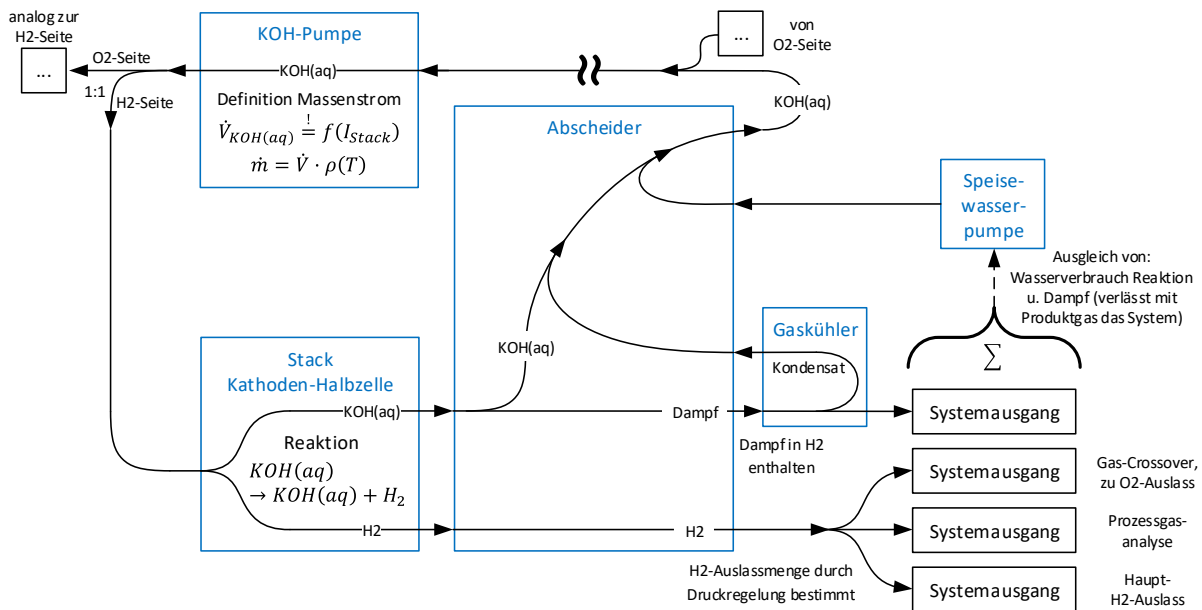 analog zur
H2-Seite
...
O2-Seite
1:1
H2-Seite
KOH-Pumpe
KOH(aq)
Definition Massenstrom
V̇_KOH(aq) =! f(I_Stack)
ṁ = V̇ · ρ(T)
...
von
O2-Seite
KOH(aq)
Abscheider
Speise-
wasser-
pumpe
Ausgleich von:
Wasserverbrauch Reaktion
u. Dampf (verlässt mit
Produktgas das System)
∑
Gaskühler
Kondensat
KOH(aq)
Stack
Kathoden-Halbzelle
KOH(aq)
Reaktion
KOH(aq)
→ KOH(aq) + H₂
H2
Dampf
Dampf in H2
enthalten
H2
H2-Auslassmenge durch
Druckregelung bestimmt
Systemausgang
Systemausgang
Gas-Crossover,
zu O2-Auslass
Systemausgang
Prozessgas-
analyse
Systemausgang
Haupt-
H2-Auslass